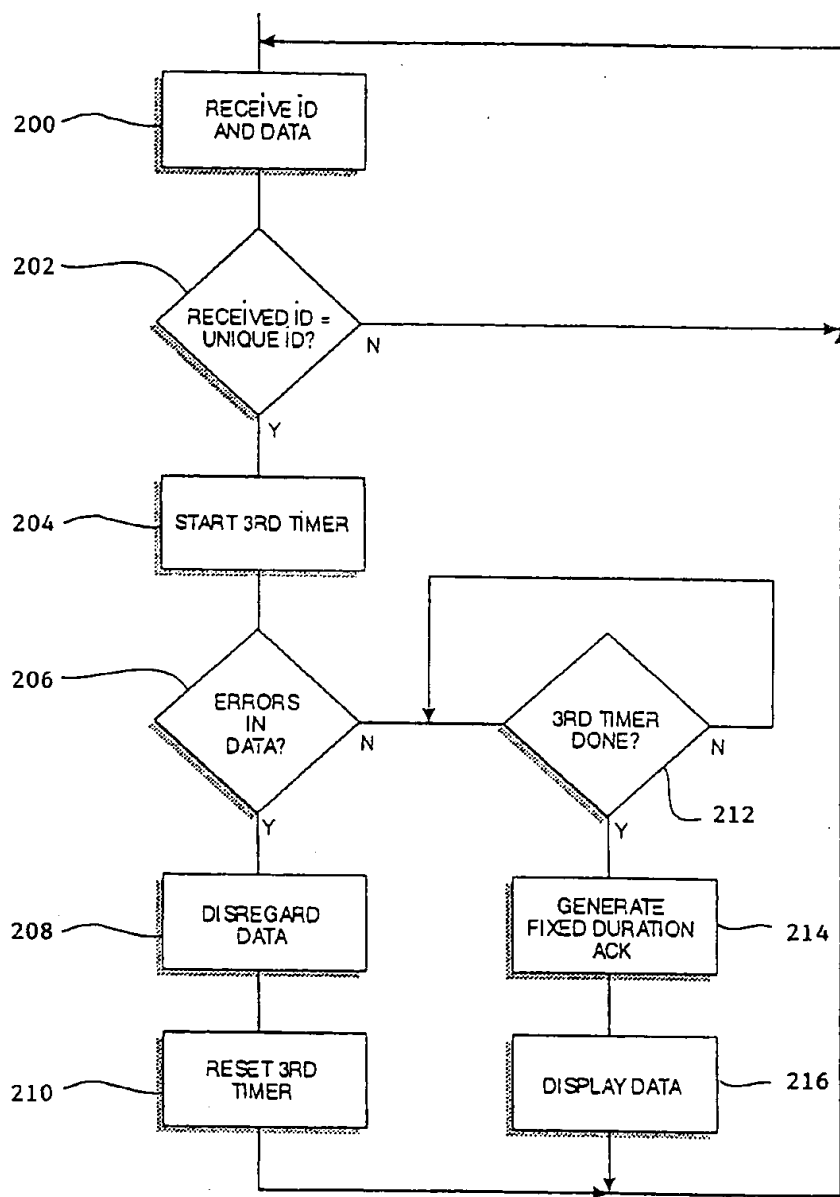 200
RECEIVE ID
AND DATA
202
RECEIVED ID =
UNIQUE ID?
N
Y
204
START 3RD TIMER
206
ERRORS
IN
DATA?
N
Y
3RD TIMER
DONE?
N
212
Y
208
DISREGARD
DATA
GENERATE
FIXED DURATION
ACK
214
210
RESET 3RD
TIMER
DISPLAY DATA
216